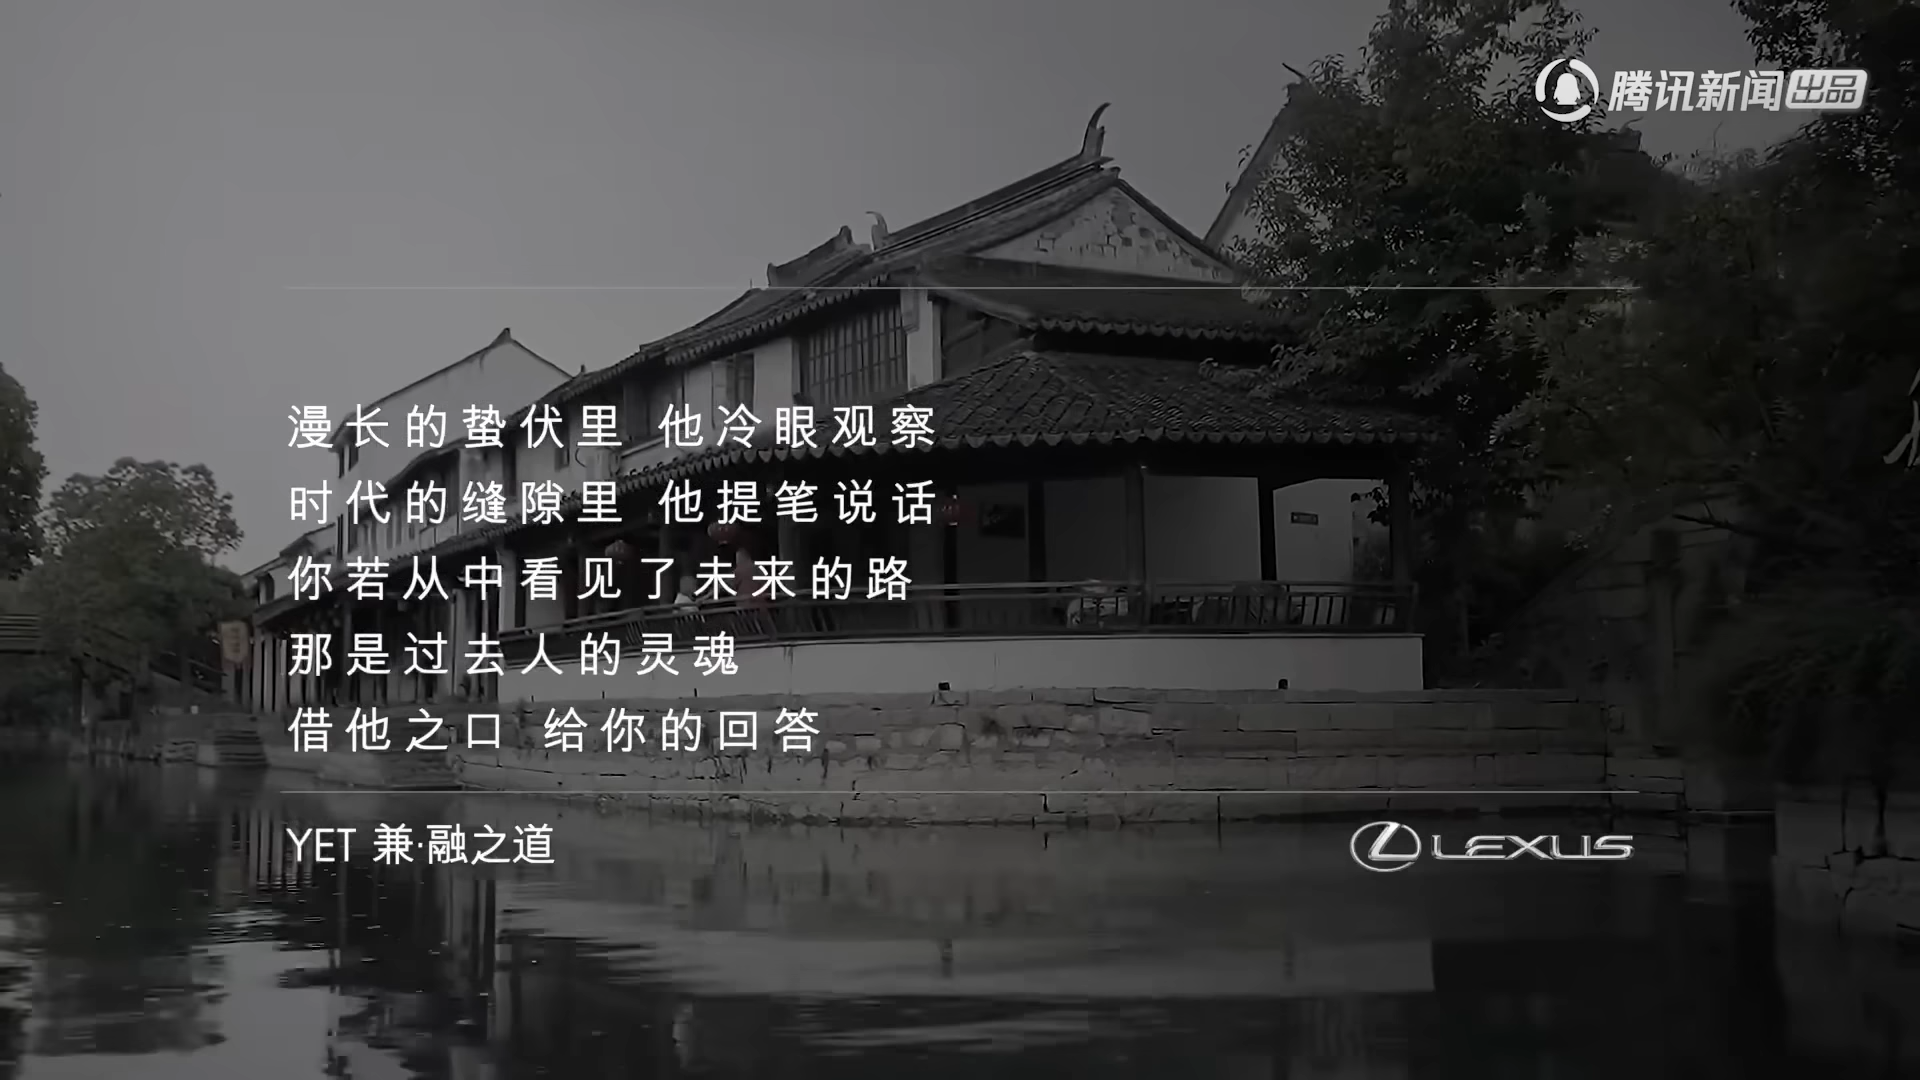 腾讯新闻出品
漫长的蛰伏里 他冷眼观察
时代的缝隙里 他提笔说话
你若从中看见了未来的路
那是过去人的灵魂
借他之口 给你的回答
YET 兼·融之道
LEXUS